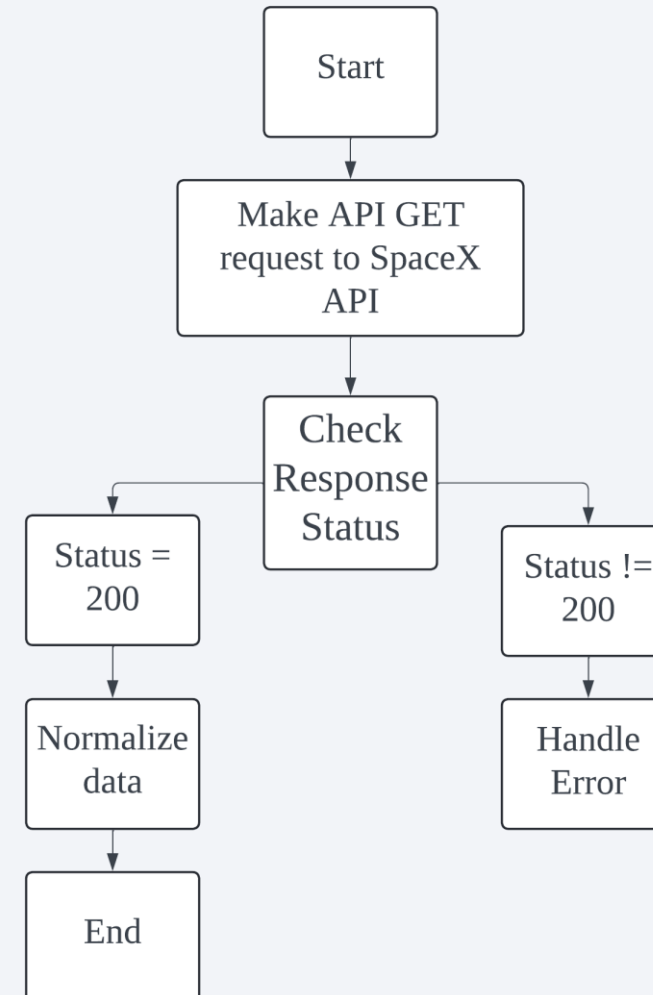 Start
Make API GET
request to SpaceX
API
Check
Response
Status
Status =
200
Status !=
200
Normalize
data
Handle
Error
End